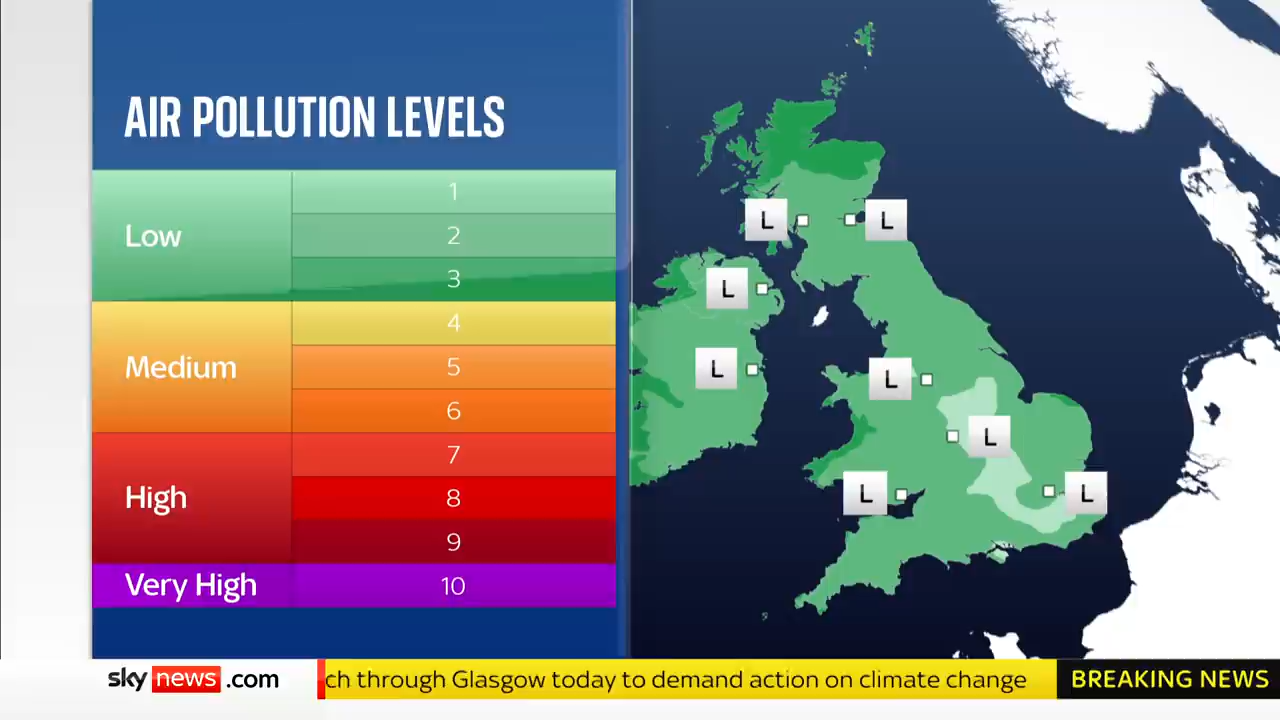 AIR POLLUTION LEVELS
Low
1
2
3
Medium
4
5
6
High
7
8
9
Very High
10
L
L
L
L
L
L
L
L
sky news .com
ch through Glasgow today to demand action on climate change
BREAKING NEWS